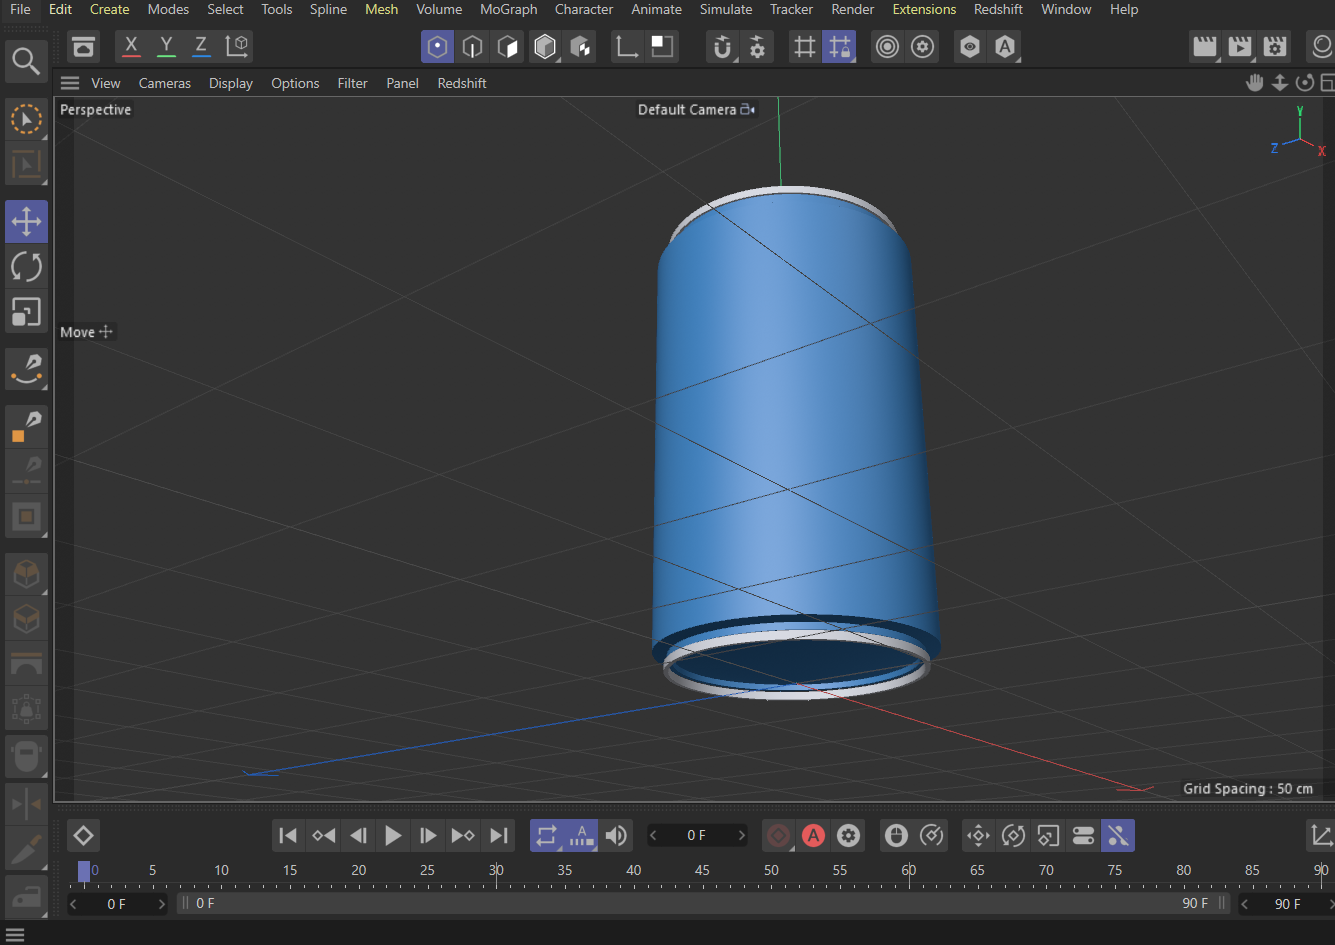 File Edit Create Modes Select Tools Spline Mesh Volume MoGraph Character Animate Simulate Tracker Render Extensions Redshift Window Help
X Y Z A
View Cameras Display Options Filter Panel Redshift
Perspective Default Camera
Y
Z X
Move
Grid Spacing : 50 cm
A 0 F A
0 5 10 15 20 25 30 35 40 45 50 55 60 65 70 75 80 85 90
0 F 0 F 90 F 90 F